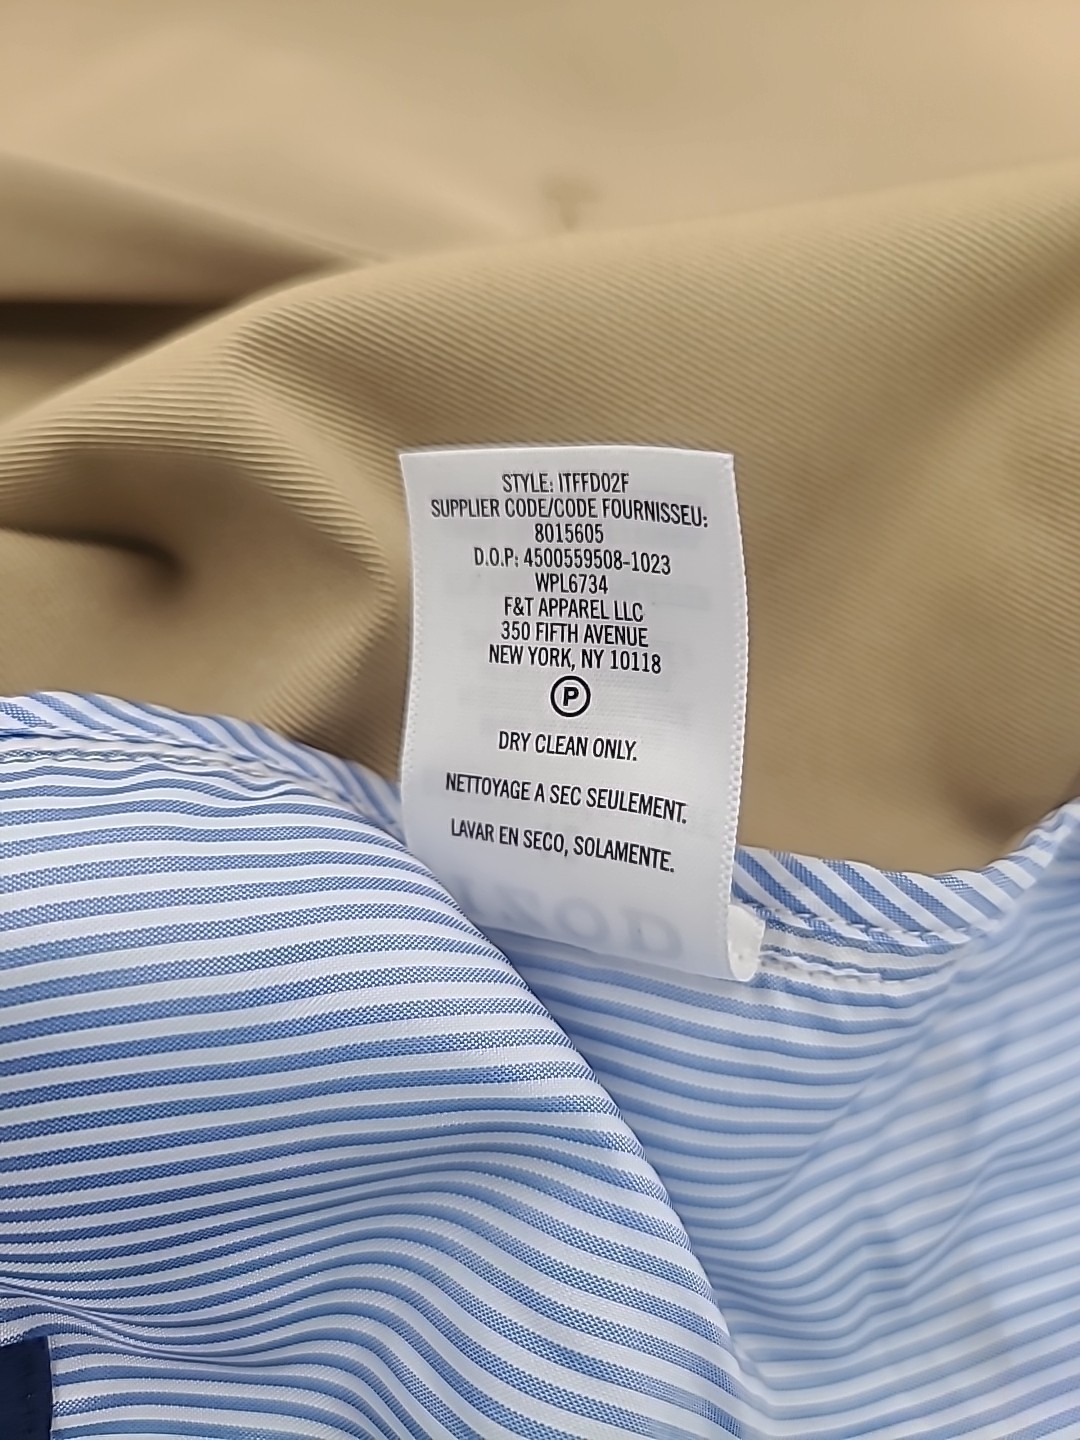 STYLE: ITFFD02F
SUPPLIER CODE/CODE FOURNISSEU:
8015605
D.O.P: 4500559508-1023
WPL6734
F&T APPAREL LLC
350 FIFTH AVENUE
NEW YORK, NY 10118
P
DRY CLEAN ONLY.
NETTOYAGE A SEC SEULEMENT.
LAVAR EN SECO, SOLAMENTE.